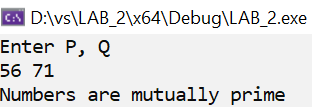 C:\ D:\vs\LAB_2\x64\Debug\LAB_2.exe
Enter P, Q
56 71
Numbers are mutually prime